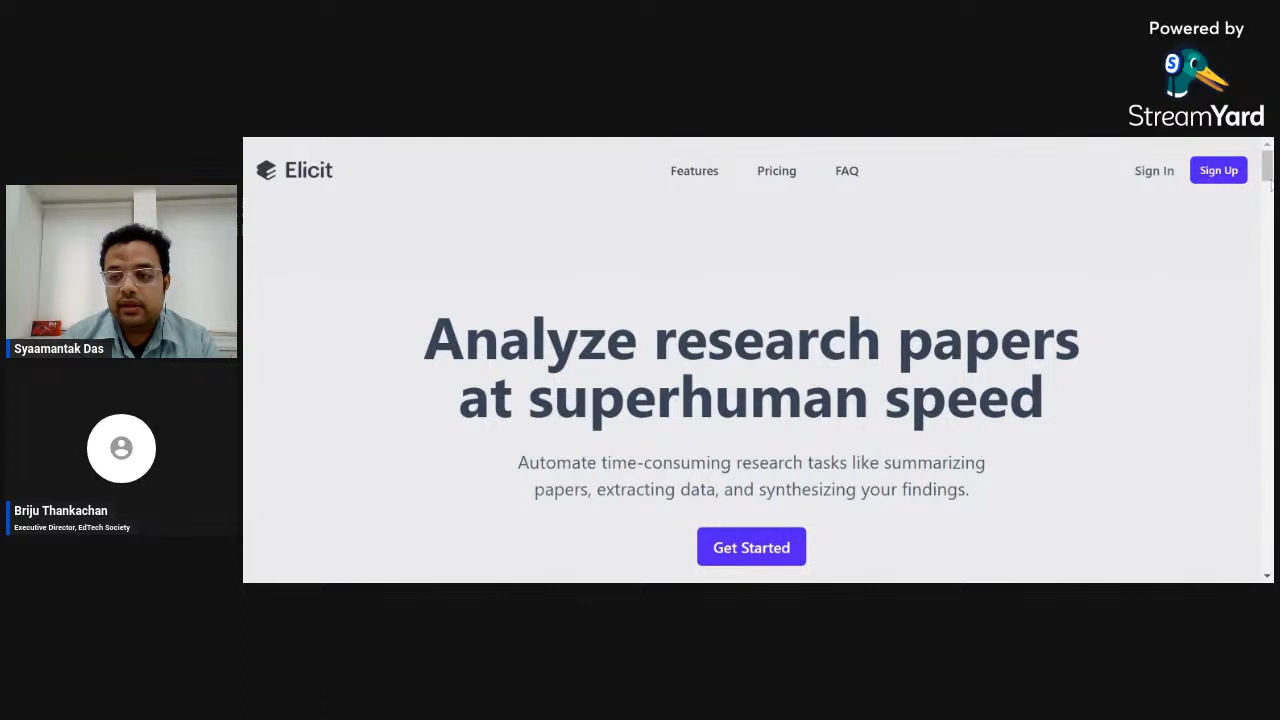 Powered by
StreamYard
Elicit
Features
Pricing
FAQ
Sign In
Sign Up
Analyze research papers
at superhuman speed
Automate time-consuming research tasks like summarizing
papers, extracting data, and synthesizing your findings.
Get Started
Syaamantak Das
Briju Thankachan
Executive Director, EdTech Society